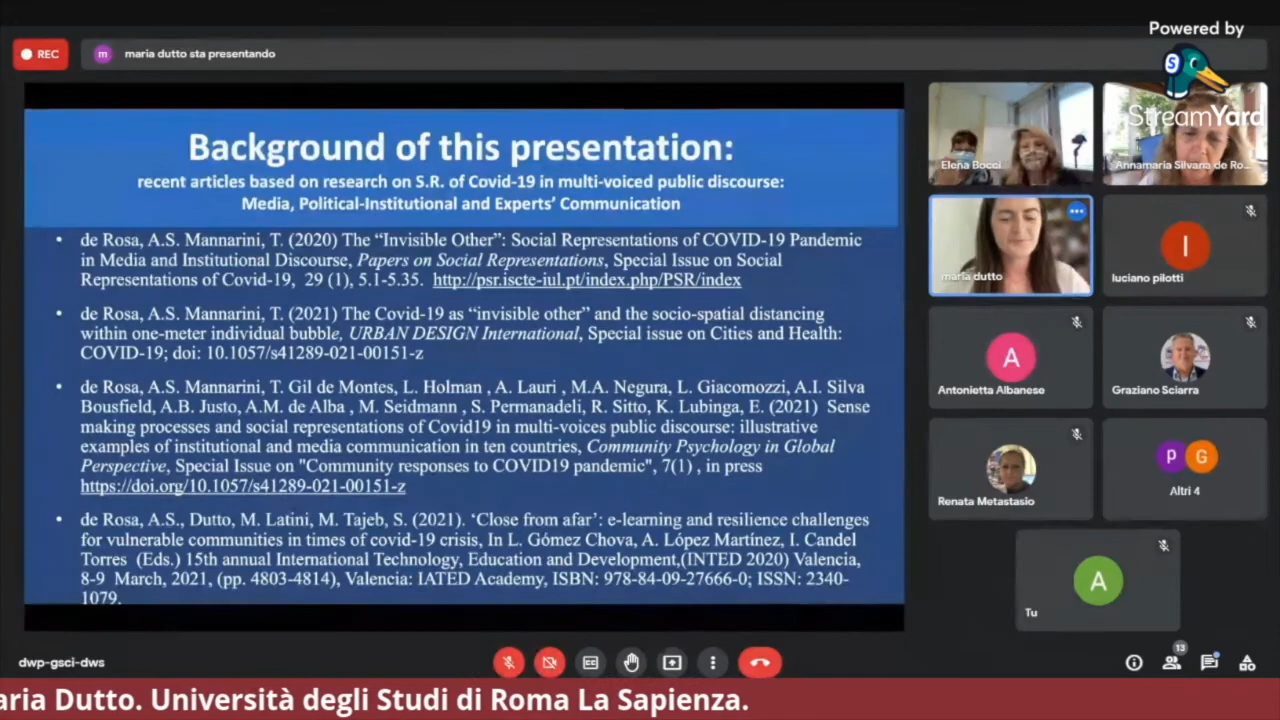 Powered by
StreamYard
REC
m
maria dutto sta presentando
Background of this presentation:
recent articles based on research on S.R. of Covid-19 in multi-voiced public discourse:
Media, Political-Institutional and Experts' Communication
• de Rosa, A.S. Mannarini, T. (2020) The “Invisible Other”: Social Representations of COVID-19 Pandemic
in Media and Institutional Discourse, Papers on Social Representations, Special Issue on Social
Representations of Covid-19, 29 (1), 5.1-5.35. http://psr.iscte-iul.pt/index.php/PSR/index
• de Rosa, A.S. Mannarini, T. (2021) The Covid-19 as “invisible other” and the socio-spatial distancing
within one-meter individual bubble, URBAN DESIGN International, Special issue on Cities and Health:
COVID-19; doi: 10.1057/s41289-021-00151-z
• de Rosa, A.S. Mannarini, T. Gil de Montes, L. Holman , A. Lauri , M.A. Negura, L. Giacomozzi, A.I. Silva
Bousfield, A.B. Justo, A.M. de Alba , M. Seidmann , S. Permanadeli, R. Sitto, K. Lubinga, E. (2021) Sense
making processes and social representations of Covid19 in multi-voices public discourse: illustrative
examples of institutional and media communication in ten countries, Community Psychology in Global
Perspective, Special Issue on "Community responses to COVID19 pandemic", 7(1) , in press
https://doi.org/10.1057/s41289-021-00151-z
• de Rosa, A.S., Dutto, M. Latini, M. Tajeb, S. (2021). ‘Close from afar’: e-learning and resilience challenges
for vulnerable communities in times of covid-19 crisis, In L. Gómez Chova, A. López Martínez, I. Candel
Torres (Eds.) 15th annual International Technology, Education and Development,(INTED 2020) Valencia,
8-9 March, 2021, (pp. 4803-4814), Valencia: IATED Academy, ISBN: 978-84-09-27666-0; ISSN: 2340-
1079.
Elena Bocci
Annamaria Silvana de Ro...
maria dutto
I
luciano pilotti
A
Antonietta Albanese
Graziano Sciarra
Renata Metastasio
P G
Altri 4
A
Tu
dwp-gsci-dws
13
aria Dutto. Università degli Studi di Roma La Sapienza.